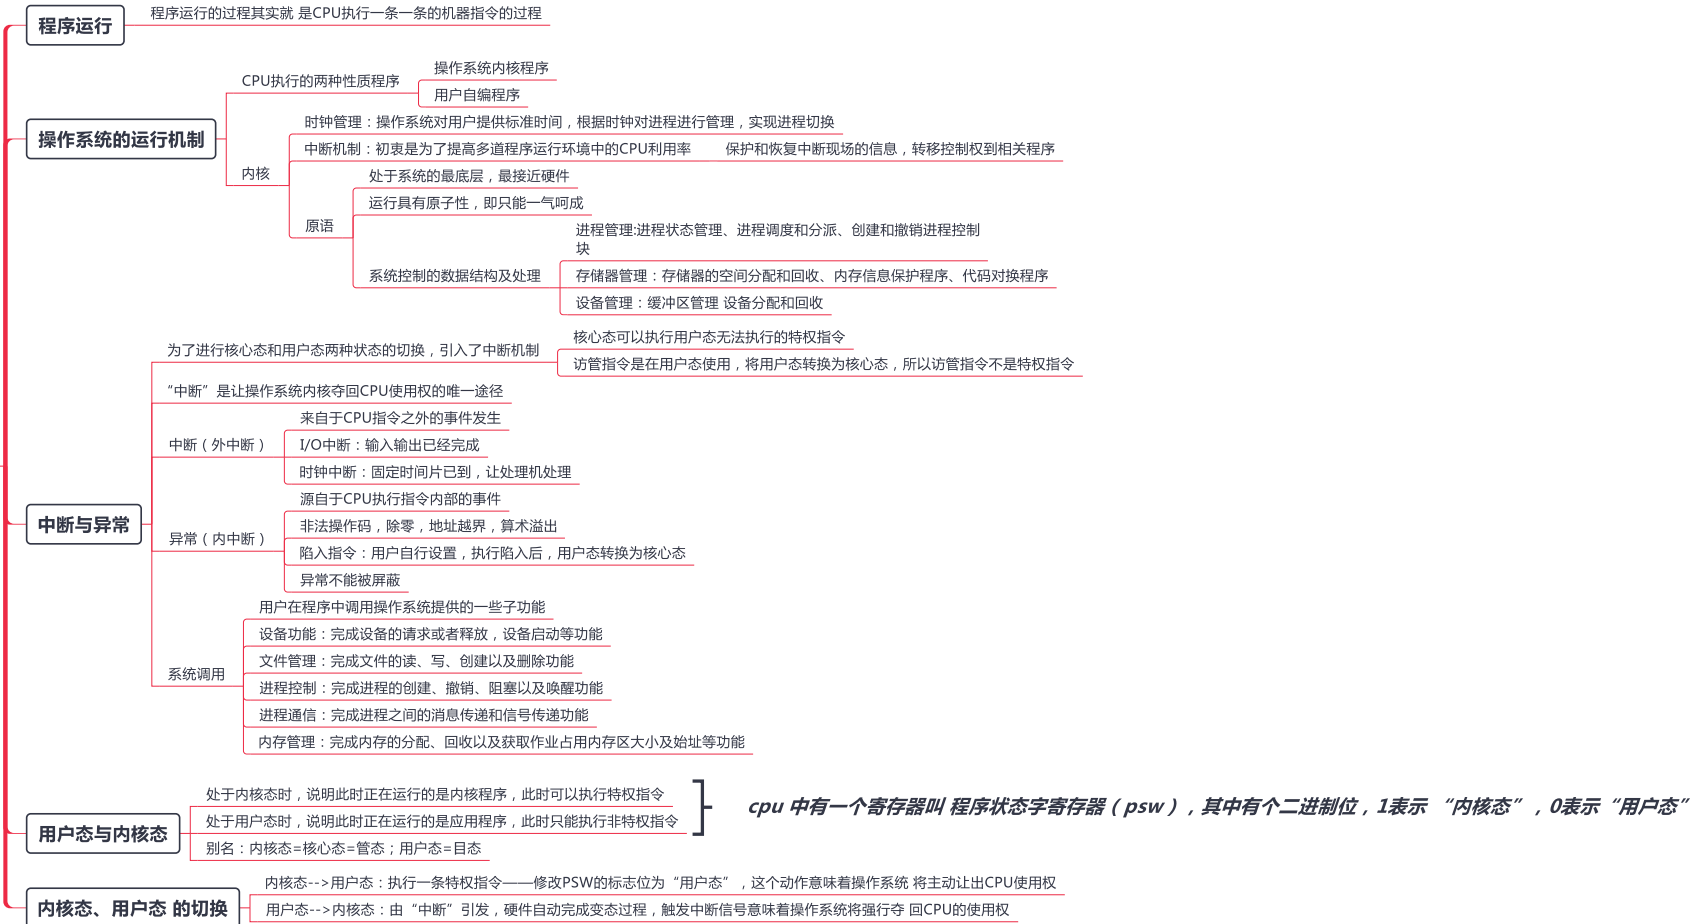 程序运行
程序运行的过程其实就 是CPU执行一条一条的机器指令的过程
操作系统的运行机制
CPU执行的两种性质程序
操作系统内核程序
用户自编程序
内核
时钟管理：操作系统对用户提供标准时间，根据时钟对进程进行管理，实现进程切换
中断机制：初衷是为了提高多道程序运行环境中的CPU利用率
保护和恢复中断现场的信息，转移控制权到相关程序
原语
处于系统的最底层，最接近硬件
运行具有原子性，即只能一气呵成
系统控制的数据结构及处理
进程管理:进程状态管理、进程调度和分派、创建和撤销进程控制
块
存储器管理：存储器的空间分配和回收、内存信息保护程序、代码对换程序
设备管理：缓冲区管理 设备分配和回收
中断与异常
为了进行核心态和用户态两种状态的切换，引入了中断机制
核心态可以执行用户态无法执行的特权指令
访管指令是在用户态使用，将用户态转换为核心态，所以访管指令不是特权指令
“中断”是让操作系统内核夺回CPU使用权的唯一途径
中断（外中断）
来自于CPU指令之外的事件发生
I/O中断：输入输出已经完成
时钟中断：固定时间片已到，让处理机处理
异常（内中断）
源自于CPU执行指令内部的事件
非法操作码，除零，地址越界，算术溢出
陷入指令：用户自行设置，执行陷入后，用户态转换为核心态
异常不能被屏蔽
系统调用
用户在程序中调用操作系统提供的一些子功能
设备功能：完成设备的请求或者释放，设备启动等功能
文件管理：完成文件的读、写、创建以及删除功能
进程控制：完成进程的创建、撤销、阻塞以及唤醒功能
进程通信：完成进程之间的消息传递和信号传递功能
内存管理：完成内存的分配、回收以及获取作业占用内存区大小及始址等功能
用户态与内核态
处于内核态时，说明此时正在运行的是内核程序，此时可以执行特权指令
处于用户态时，说明此时正在运行的是应用程序，此时只能执行非特权指令
别名：内核态=核心态=管态；用户态=目态
cpu 中有一个寄存器叫 程序状态字寄存器（psw），其中有个二进制位，1表示 “内核态”，0表示“用户态”
内核态、用户态 的切换
内核态-->用户态：执行一条特权指令——修改PSW的标志位为“用户态”，这个动作意味着操作系统 将主动让出CPU使用权
用户态-->内核态：由“中断”引发，硬件自动完成变态过程，触发中断信号意味着操作系统将强行夺 回CPU的使用权